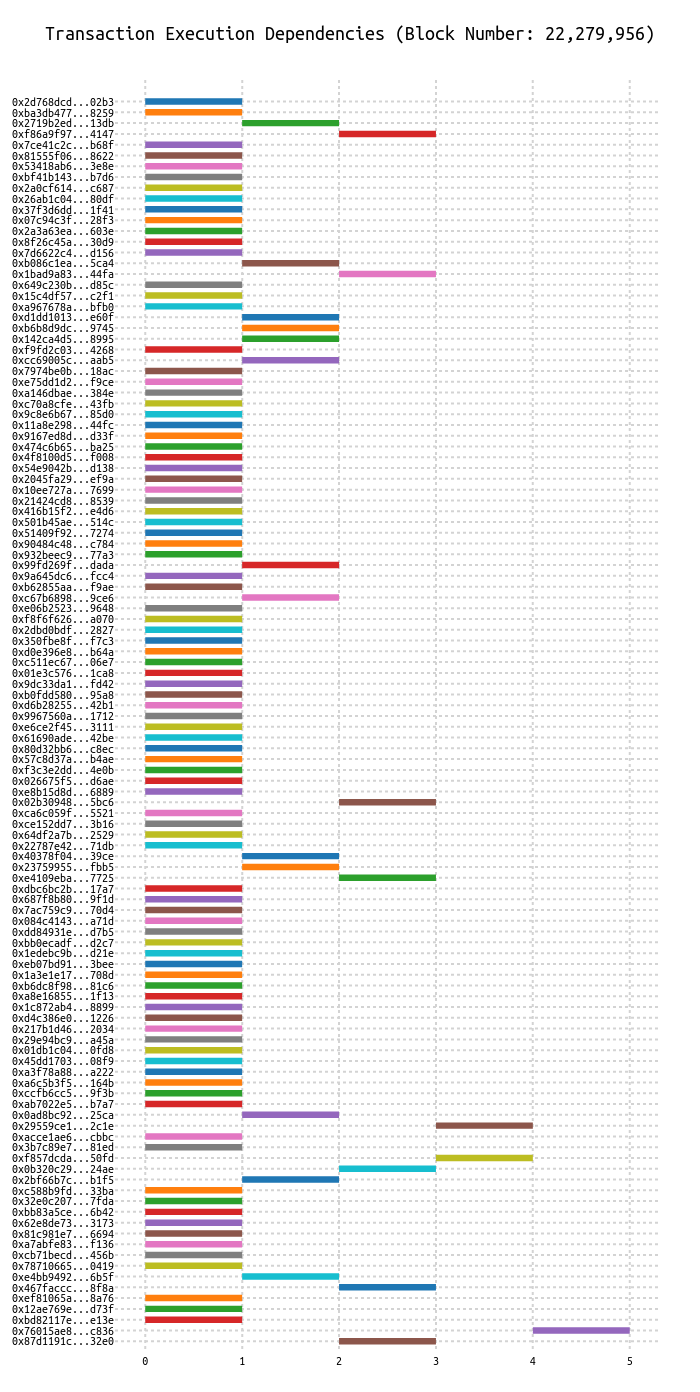 Transaction Execution Dependencies (Block Number: 22,279,956)
0x2d768dcd...02b3
0xba3db477...8259
0x2719b2ed...13db
0xf86a9f97...4147
0x7ce41c2c...b68f
0x81555f06...8622
0x53418ab6...3e8e
0xbf41b143...b7d6
0x2a0cf614...c687
0x26ab1c04...80df
0x37f3d6dd...1f41
0x07c94c3f...28f3
0x2a3a63ea...603e
0x8f26c45a...30d9
0x7d6622c4...d156
0xb086c1ea...5ca4
0x1bad9a83...44fa
0x649c230b...d85c
0x15c4df57...c2f1
0xa967678a...bfb0
0xd1dd1013...e60f
0xb6b8d9dc...9745
0x142ca4d5...8995
0xf9fd2c03...4268
0xcc69005c...aab5
0x7974be0b...18ac
0xe75dd1d2...f9ce
0xa146dbae...384e
0xc70a8cfe...43fb
0x9c8e6b67...85d0
0x11a8e298...44fc
0x9167ed8d...d33f
0x474c6b65...ba25
0x4f8100d5...f008
0x54e9042b...d138
0x2045fa29...ef9a
0x10ee727a...7699
0x21424cd8...8539
0x416b15f2...e4d6
0x501b45ae...514c
0x51409f92...7274
0x90484c48...c784
0x932beec9...77a3
0x99fd269f...dada
0x9a645dc6...fcc4
0xb62855aa...f9ae
0xc67b6898...9ce6
0xe06b2523...9648
0xf8f6f626...a070
0x2dbd0bdf...2827
0x350fbe8f...f7c3
0xd0e396e8...b64a
0xc511ec67...06e7
0x01e3c576...1ca8
0x9dc33da1...fd42
0xb0fdd580...95a8
0xd6b28255...42b1
0x9967560a...1712
0xe6ce2f45...3111
0x61690ade...42be
0x80d32bb6...c8ec
0x57c8d37a...b4ae
0xf3c3e2dd...4e0b
0x026675f5...d6ae
0xe8b15d8d...6889
0x02b30948...5bc6
0xca6c059f...5521
0xce152dd7...3b16
0x64df2a7b...2529
0x22787e42...71db
0x40378f04...39ce
0x23759955...fbb5
0xe4109eba...7725
0xdbc6bc2b...17a7
0x687f8b80...9f1d
0x7ac759c9...70d4
0x084c4143...a71d
0xdd84931e...d7b5
0xbb0ecadf...d2c7
0x1edebc9b...d21e
0xeb07bd91...3bee
0x1a3e1e17...708d
0xb6dc8f98...81c6
0xa8e16855...1f13
0x1c872ab4...8899
0xd4c386e0...1226
0x217b1d46...2034
0x29e94bc9...a45a
0x01db1c04...0fd8
0x45dd1703...08f9
0xa3f78a88...a222
0xa6c5b3f5...164b
0xccfb6cc5...9f3b
0xab7022e5...b7a7
0x0ad8bc92...25ca
0x29559ce1...2c1e
0xacce1ae6...cbbc
0x3b7c89e7...81ed
0xf857dcda...50fd
0x0b320c29...24ae
0x2bf66b7c...b1f5
0xc588b9fd...33ba
0x32e0c207...7fda
0xbb83a5ce...6b42
0x62e8de73...3173
0x81c981e7...6694
0xa7abfe83...f136
0xcb71becd...456b
0x78710665...0419
0xe4bb9492...6b5f
0x467faccc...8f8a
0xef81065a...8a76
0x12ae769e...d73f
0xbd82117e...e13e
0x76015ae8...c836
0x87d1191c...32e0
0 1 2 3 4 5